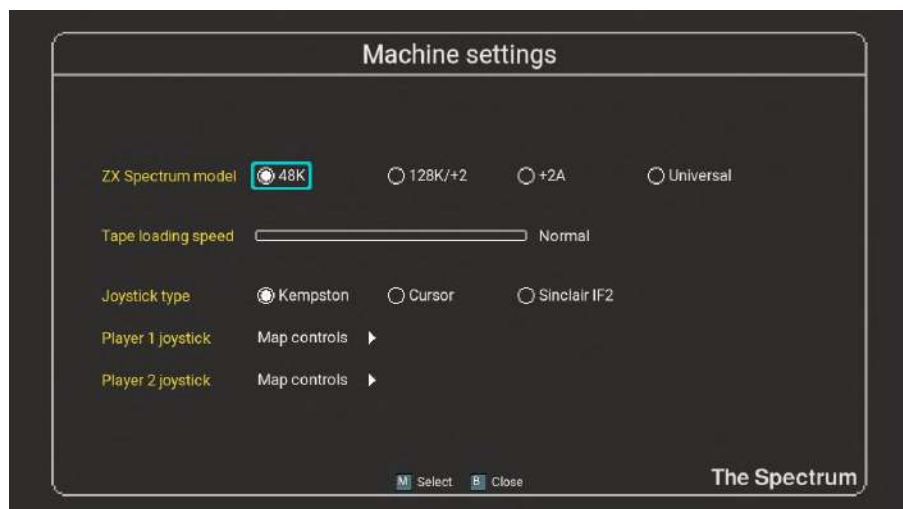 Machine settings
ZX Spectrum model 48K 128K/+2 +2A Universal
Tape loading speed Normal
Joystick type Kempston Cursor Sinclair IF2
Player 1 joystick Map controls
Player 2 joystick Map controls
M Select B Close
The Spectrum